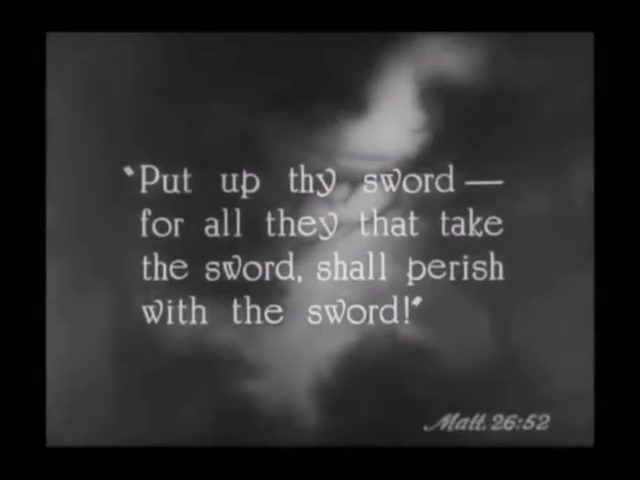 "Put up thy sword —
for all they that take
the sword, shall perish
with the sword!"
Matt. 26:52